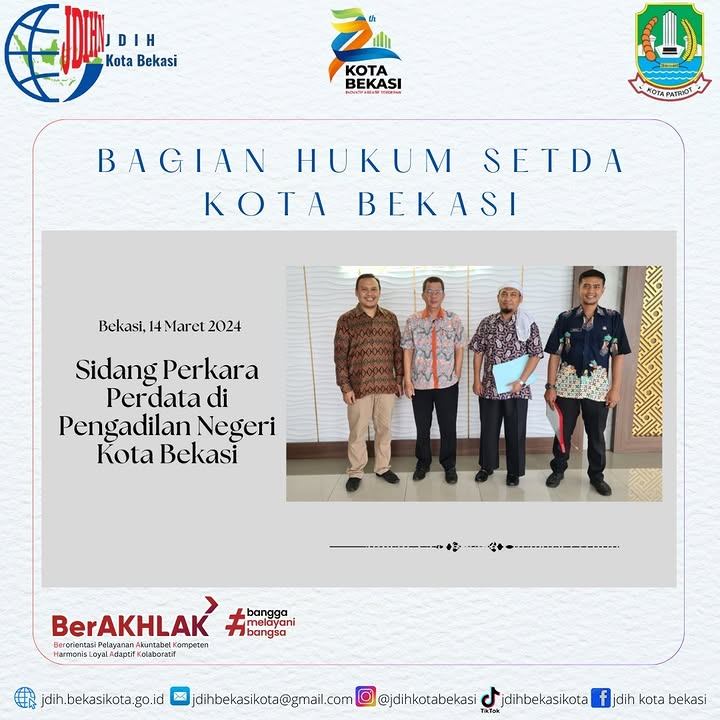 JDIHN
J D I H
Kota Bekasi
th
KOTA
BEKASI
KOTA PATRIOT
BAGIAN HUKUM SETDA
KOTA BEKASI
Bekasi, 14 Maret 2024
Sidang Perkara
Perdata di
Pengadilan Negeri
Kota Bekasi
BerAKHLAK
Berorientasi Pelayanan Akuntabel Kompeten
Harmonis Loyal Adaptif Kolaboratif
#bangga
melayani
bangsa
jdih.bekasikota.go.id
jdihbekasikota@gmail.com
@jdihkotabekasi
TikTok
jdihbekasikota
jdih kota bekasi